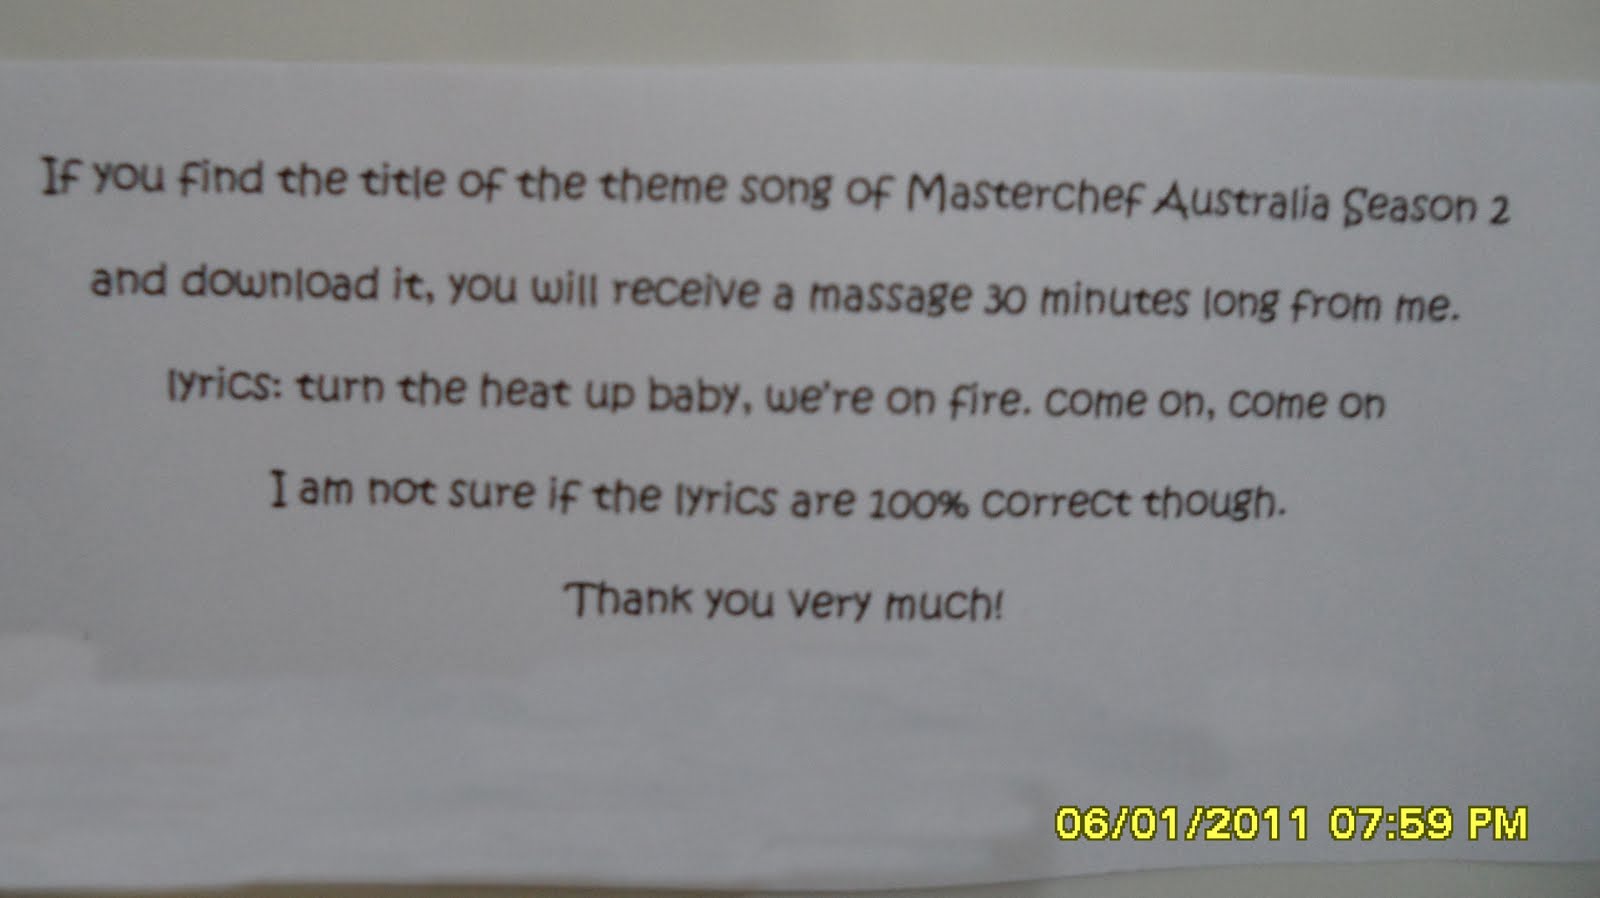 If you find the title of the theme song of Masterchef Australia Season 2
and download it, you will receive a massage 30 minutes long from me.
lyrics: turn the heat up baby, we're on fire. come on, come on
I am not sure if the lyrics are 100% correct though.
Thank you very much!
06/01/2011 07:59 PM